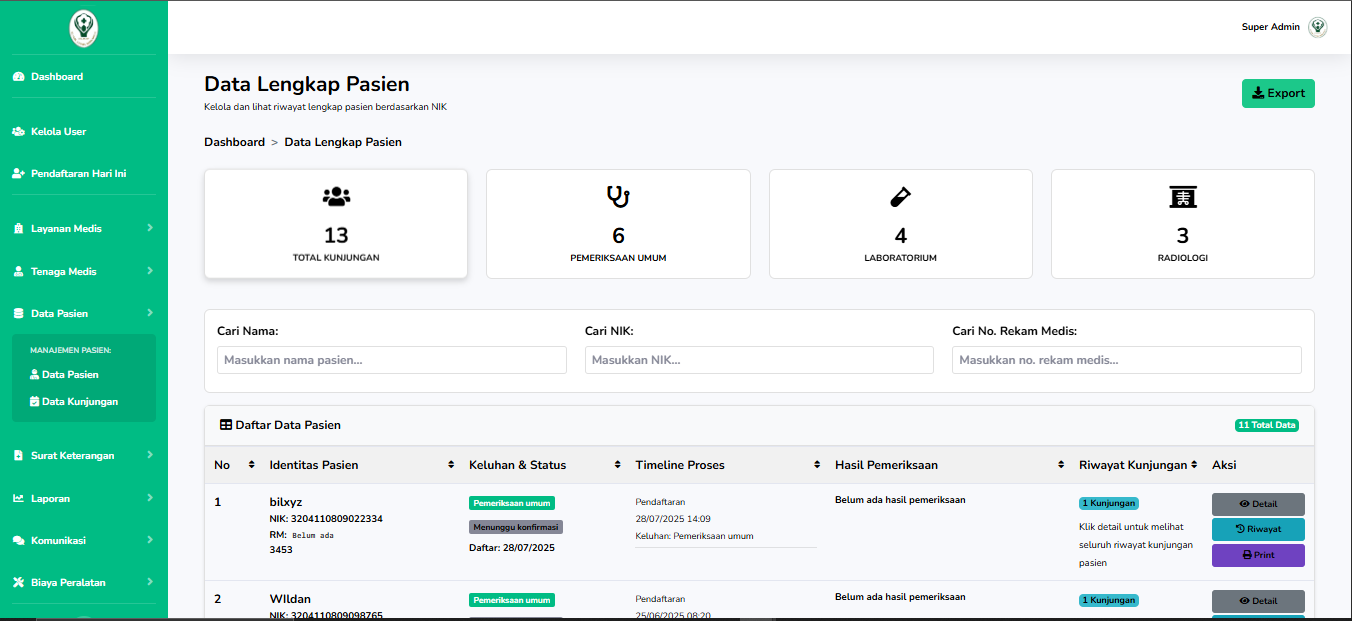 Super Admin
Dashboard
Kelola User
Pendaftaran Hari Ini
Layanan Medis
Tenaga Medis
Data Pasien
MANAJEMEN PASIEN:
Data Pasien
Data Kunjungan
Surat Keterangan
Laporan
Komunikasi
Biaya Peralatan
Data Lengkap Pasien
Kelola dan lihat riwayat lengkap pasien berdasarkan NIK
Export
Dashboard > Data Lengkap Pasien
13
TOTAL KUNJUNGAN
6
PEMERIKSAAN UMUM
4
LABORATORIUM
3
RADIOLOGI
Cari Nama:
Masukkan nama pasien...
Cari NIK:
Masukkan NIK...
Cari No. Rekam Medis:
Masukkan no. rekam medis...
Daftar Data Pasien
11 Total Data
No Identitas Pasien Keluhan & Status Timeline Proses Hasil Pemeriksaan Riwayat Kunjungan Aksi
1
bilxyz
NIK: 3204110809022334
RM: Belum ada
3453
Pemeriksaan umum
Menunggu konfirmasi
Daftar: 28/07/2025
Pendaftaran
28/07/2025 14:09
Keluhan: Pemeriksaan umum
Belum ada hasil pemeriksaan
1 Kunjungan
Klik detail untuk melihat
seluruh riwayat kunjungan
pasien
Detail
Riwayat
Print
2
WIldan
NIK: 3204110809098765
Pemeriksaan umum
Pendaftaran
25/06/2025 08:20
Belum ada hasil pemeriksaan
1 Kunjungan
Detail